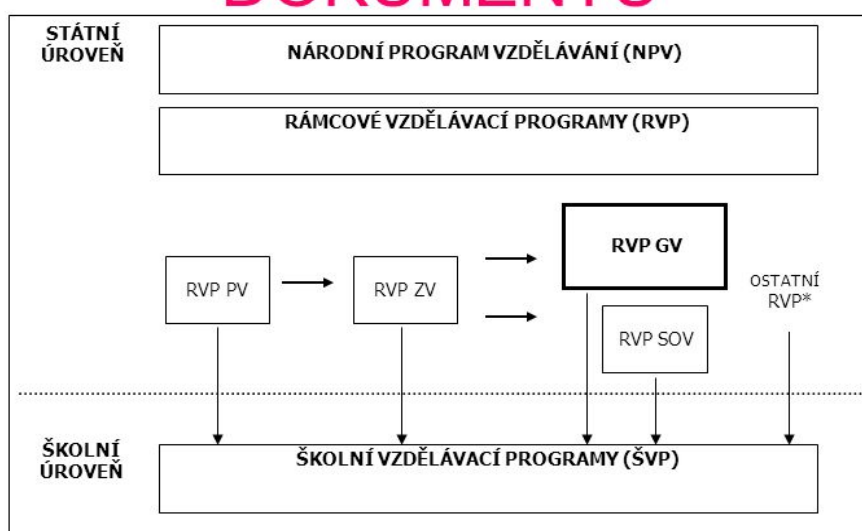 DOKUMENTŮ
STÁTNÍ
ÚROVEŇ
NÁRODNÍ PROGRAM VZDĚLÁVÁNÍ (NPV)
RÁMCOVÉ VZDĚLÁVACÍ PROGRAMY (RVP)
RVP PV
RVP ZV
RVP GV
RVP SOV
OSTATNÍ
RVP*
ŠKOLNÍ
ÚROVEŇ
ŠKOLNÍ VZDĚLÁVACÍ PROGRAMY (ŠVP)